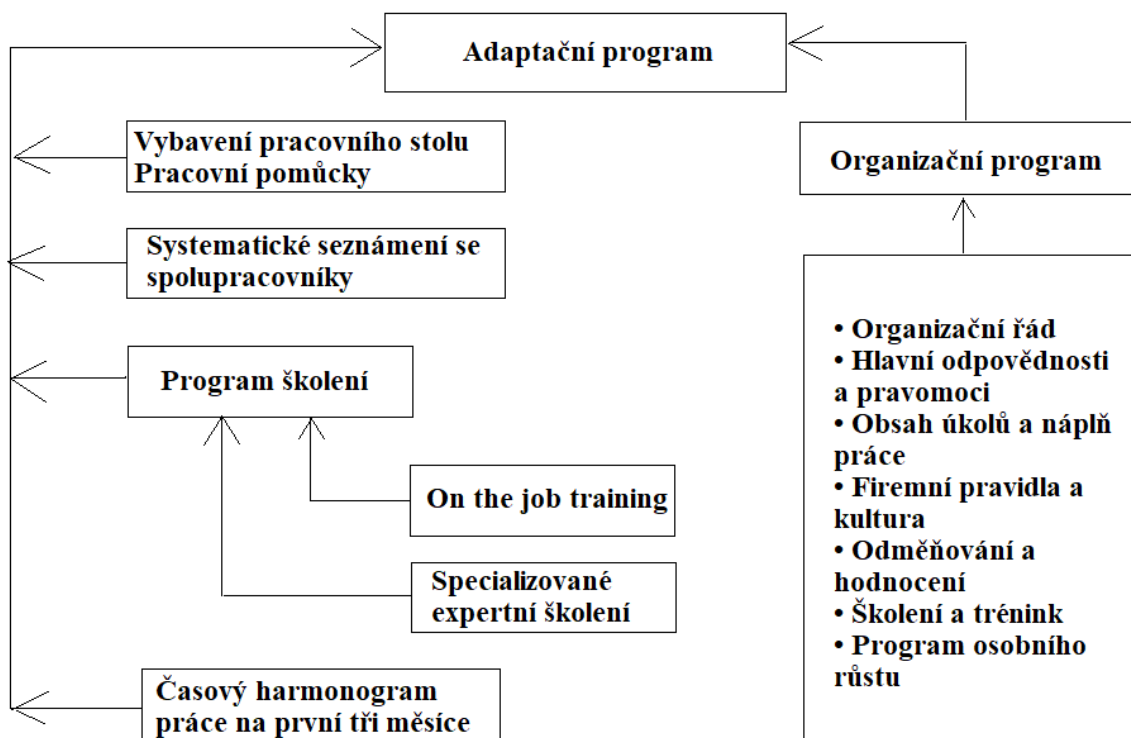 Adaptační program
Vybavení pracovního stolu
Pracovní pomůcky
Systematické seznámení se
spolupracovníky
Program školení
On the job training
Specializované
expertní školení
Časový harmonogram
práce na první tři měsíce
Organizační program
• Organizační řád
• Hlavní odpovědnosti
a pravomoci
• Obsah úkolů a náplň
práce
• Firemní pravidla a
kultura
• Odměňování a
hodnocení
• Školení a trénink
• Program osobního
růstu